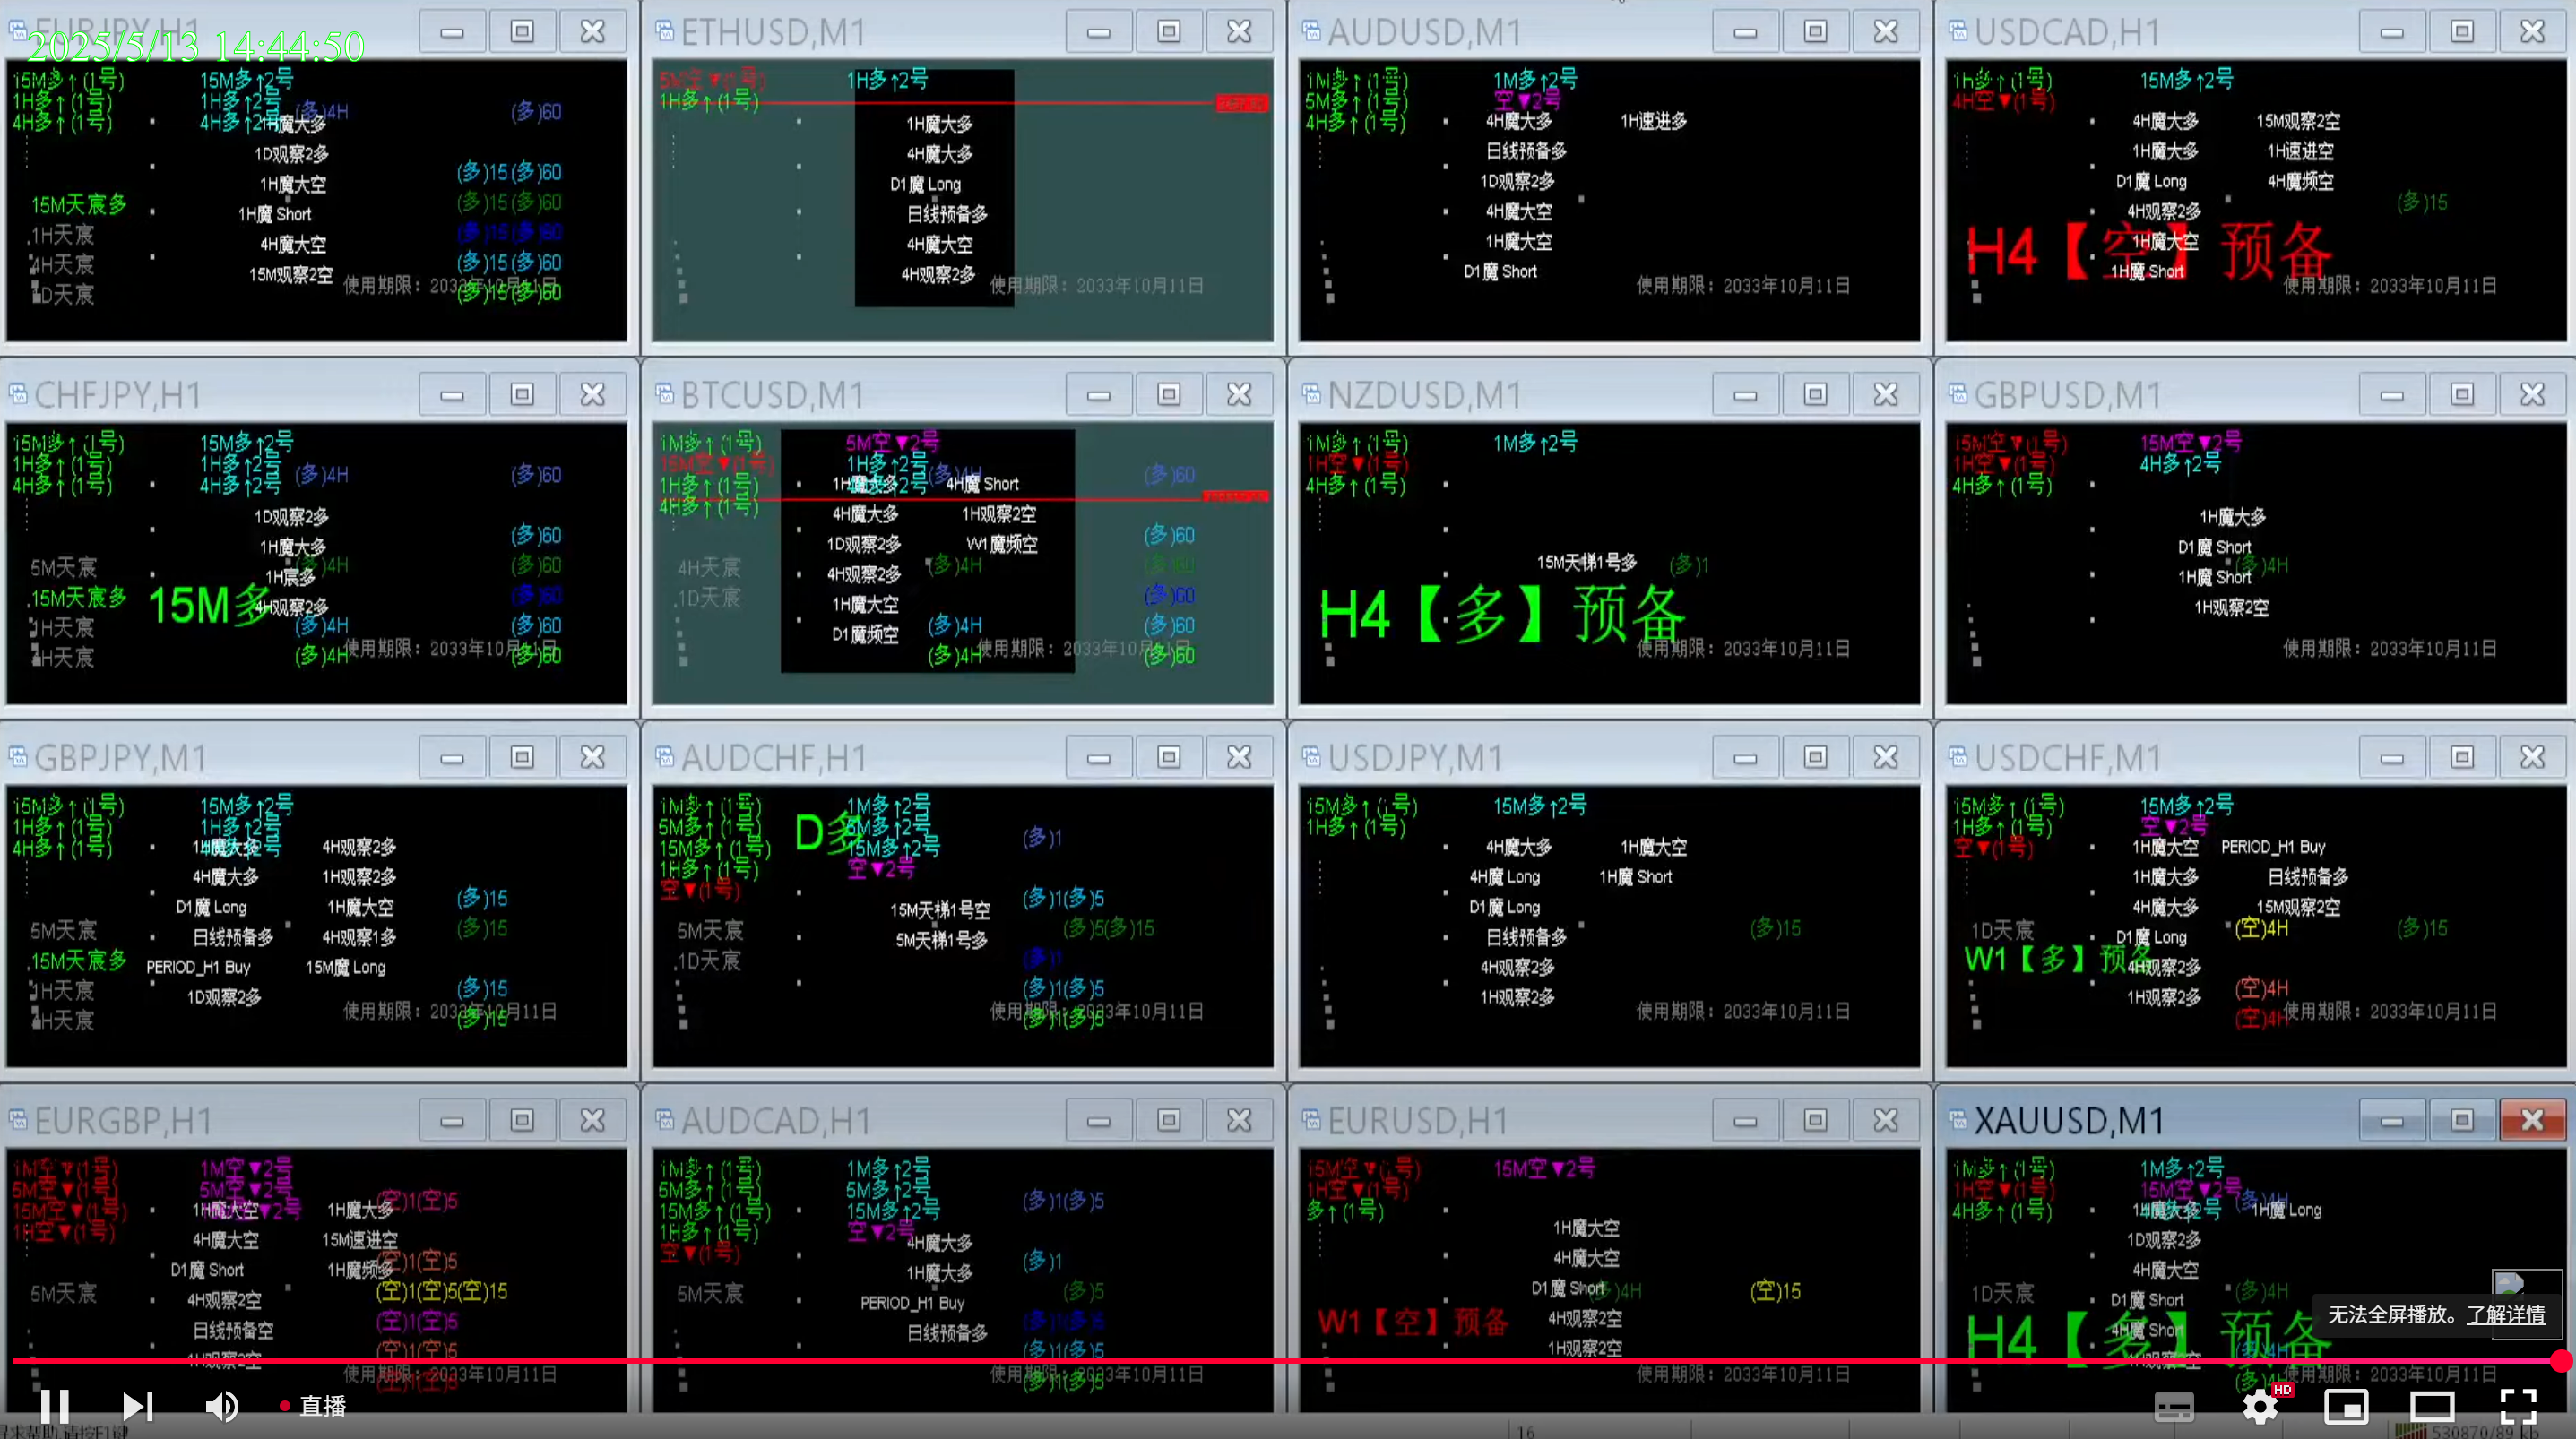 EURJPY,H1
2025/5/13 14:44:50
15M多↑(1号) 15M多↑2号
1H多↑(1号) 1H多↑2号 (多)4H (多)60
4H多↑(1号) 4H多↑2号 1H魔大多
1D观察2多
(多)15(多)60
1H魔大空
15M天宸多 (多)15(多)60
1H魔 Short
1H天宸 (多)15(多)60
4H魔大空
4H天宸 (多)15(多)60
15M观察2空
1D天宸 (多)15(多)60
使用期限：2033年10月11日
ETHUSD,M1
5M空▼(1号) 1H多↑2号
1H多↑(1号)
1H魔大多
4H魔大多
D1魔 Long
日线预备多
4H魔大空
4H观察2多
使用期限：2033年10月11日
AUDUSD,M1
1M多↑(1号) 1M多↑2号
5M多↑(1号) 空▼2号
4H多↑(1号) 4H魔大多 1H速进多
日线预备多
1D观察2多
4H魔大空
1H魔大空
D1魔 Short
使用期限：2033年10月11日
USDCAD,H1
1h多↑(1号) 15M多↑2号
4H空▼(1号)
4H魔大多 15M观察2空
1H魔大多 1H速进空
D1魔 Long 4H魔频空
(多)15
4H观察2多
H4【空】预备
1H魔大空
1H魔 Short
使用期限：2033年10月11日
CHFJPY,H1
15M多↑(1号) 15M多↑2号
1H多↑(1号) 1H多↑2号 (多)4H (多)60
4H多↑(1号) 4H多↑2号
1D观察2多
(多)60
1H魔大多
5M天宸 (多)4H (多)60
1H宸多
15M天宸多 15M多 (多)60
4H观察2多
1H天宸 (多)4H (多)60
4H天宸 (多)4H (多)60
使用期限：2033年10月11日
BTCUSD,M1
1M多↑(1号) 5M空▼2号
15M空▼(1号) 1H多↑2号 (多)4H (多)60
1H多↑(1号) 4H多↑2号 1H魔大多 4H魔 Short
4H多↑(1号)
4H魔大多 1H观察2空
(多)60
1D观察2多 W1魔频空
4H天宸 4H观察2多 (多)4H (多)60
1D天宸 (多)60
1H魔大空
D1魔频空 (多)4H (多)60
(多)4H (多)60
使用期限：2033年10月11日
NZDUSD,M1
1M多↑(1号) 1M多↑2号
1H空▼(1号)
4H多↑(1号)
15M天梯1号多 (多)1
H4【多】预备
使用期限：2033年10月11日
GBPUSD,M1
15M空▼(1号) 15M空▼2号
1H空▼(1号) 4H多↑2号
4H多↑(1号)
1H魔大多
D1魔 Short
(多)4H
1H魔 Short
1H观察2空
使用期限：2033年10月11日
GBPJPY,M1
15M多↑(1号) 15M多↑2号
1H多↑(1号) 1H多↑2号
4H多↑(1号) 4H多↑2号 1H魔大多 4H观察2多
4H魔大多 1H观察2多
(多)15
D1魔 Long 1H魔大空
5M天宸 (多)15
日线预备多 4H观察1多
15M天宸多
PERIOD_H1 Buy 15M魔 Long
1H天宸 (多)15
1D观察2多
4H天宸 (多)15
使用期限：2033年10月11日
AUDCHF,H1
1M多↑(1号) 1M多↑2号
5M多↑(1号) D多 5M多↑2号 (多)1
15M多↑(1号) 15M多↑2号
1H多↑(1号) 空▼2号
空▼(1号)
(多)1(多)5
15M天梯1号空
5M天宸 (多)5(多)15
5M天梯1号多
1D天宸 (多)1
(多)1(多)5
(多)1(多)5
使用期限：2033年10月11日
USDJPY,M1
15M多↑(1号) 15M多↑2号
1H多↑(1号)
4H魔大多 1H魔大空
4H魔 Long 1H魔 Short
D1魔 Long
(多)15
日线预备多
4H观察2多
1H观察2多
使用期限：2033年10月11日
USDCHF,M1
15M多↑(1号) 15M多↑2号
1H多↑(1号) 空▼2号
空▼(1号) 1H魔大空 PERIOD_H1 Buy
1H魔大多 日线预备多
4H魔大多 15M观察2空
1D天宸 (空)4H (多)15
D1魔 Long
W1【多】预备
4H观察2多
(空)4H
1H观察2多
(空)4H
使用期限：2033年10月11日
EURGBP,H1
1M空▼(1号) 1M空▼2号
5M空▼(1号) 5M空▼2号 (空)1(空)5
15M空▼(1号) 1H魔大空 1H魔大多
1H空▼(1号)
4H魔大空 15M速进空
(空)1(空)5
D1魔 Short 1H魔频多
5M天宸 (空)1(空)5(空)15
4H观察2空
(空)1(空)5
日线预备空
(空)1(空)5
使用期限：2033年10月11日
AUDCAD,H1
1M多↑(1号) 1M多↑2号
5M多↑(1号) 5M多↑2号 (多)1(多)5
15M多↑(1号) 15M多↑2号
1H多↑(1号) 空▼2号
空▼(1号) 4H魔大多
(多)1
1H魔大多
5M天宸 (多)5
PERIOD_H1 Buy
(多)1(多)5
日线预备多
(多)1(多)5
(多)1(多)5
使用期限：2033年10月11日
EURUSD,H1
15M空▼(1号) 15M空▼2号
1H空▼(1号)
多↑(1号)
1H魔大空
4H魔大空
D1魔 Short (多)4H (空)15
W1【空】预备
4H观察2空
1H观察2空
使用期限：2033年10月11日
XAUUSD,M1
1M多↑(1号) 1M多↑2号
1H空▼(1号) 15M空▼2号 (多)4H
4H多↑(1号) 1H魔 Long
1D观察2多
4H魔大空
1D天宸 (多)4H
D1魔 Short
H4【多】预备
4H魔 Short
使用期限：2033年10月11日
无法全屏播放。了解详情
直播
HD
16
530870/89 kb